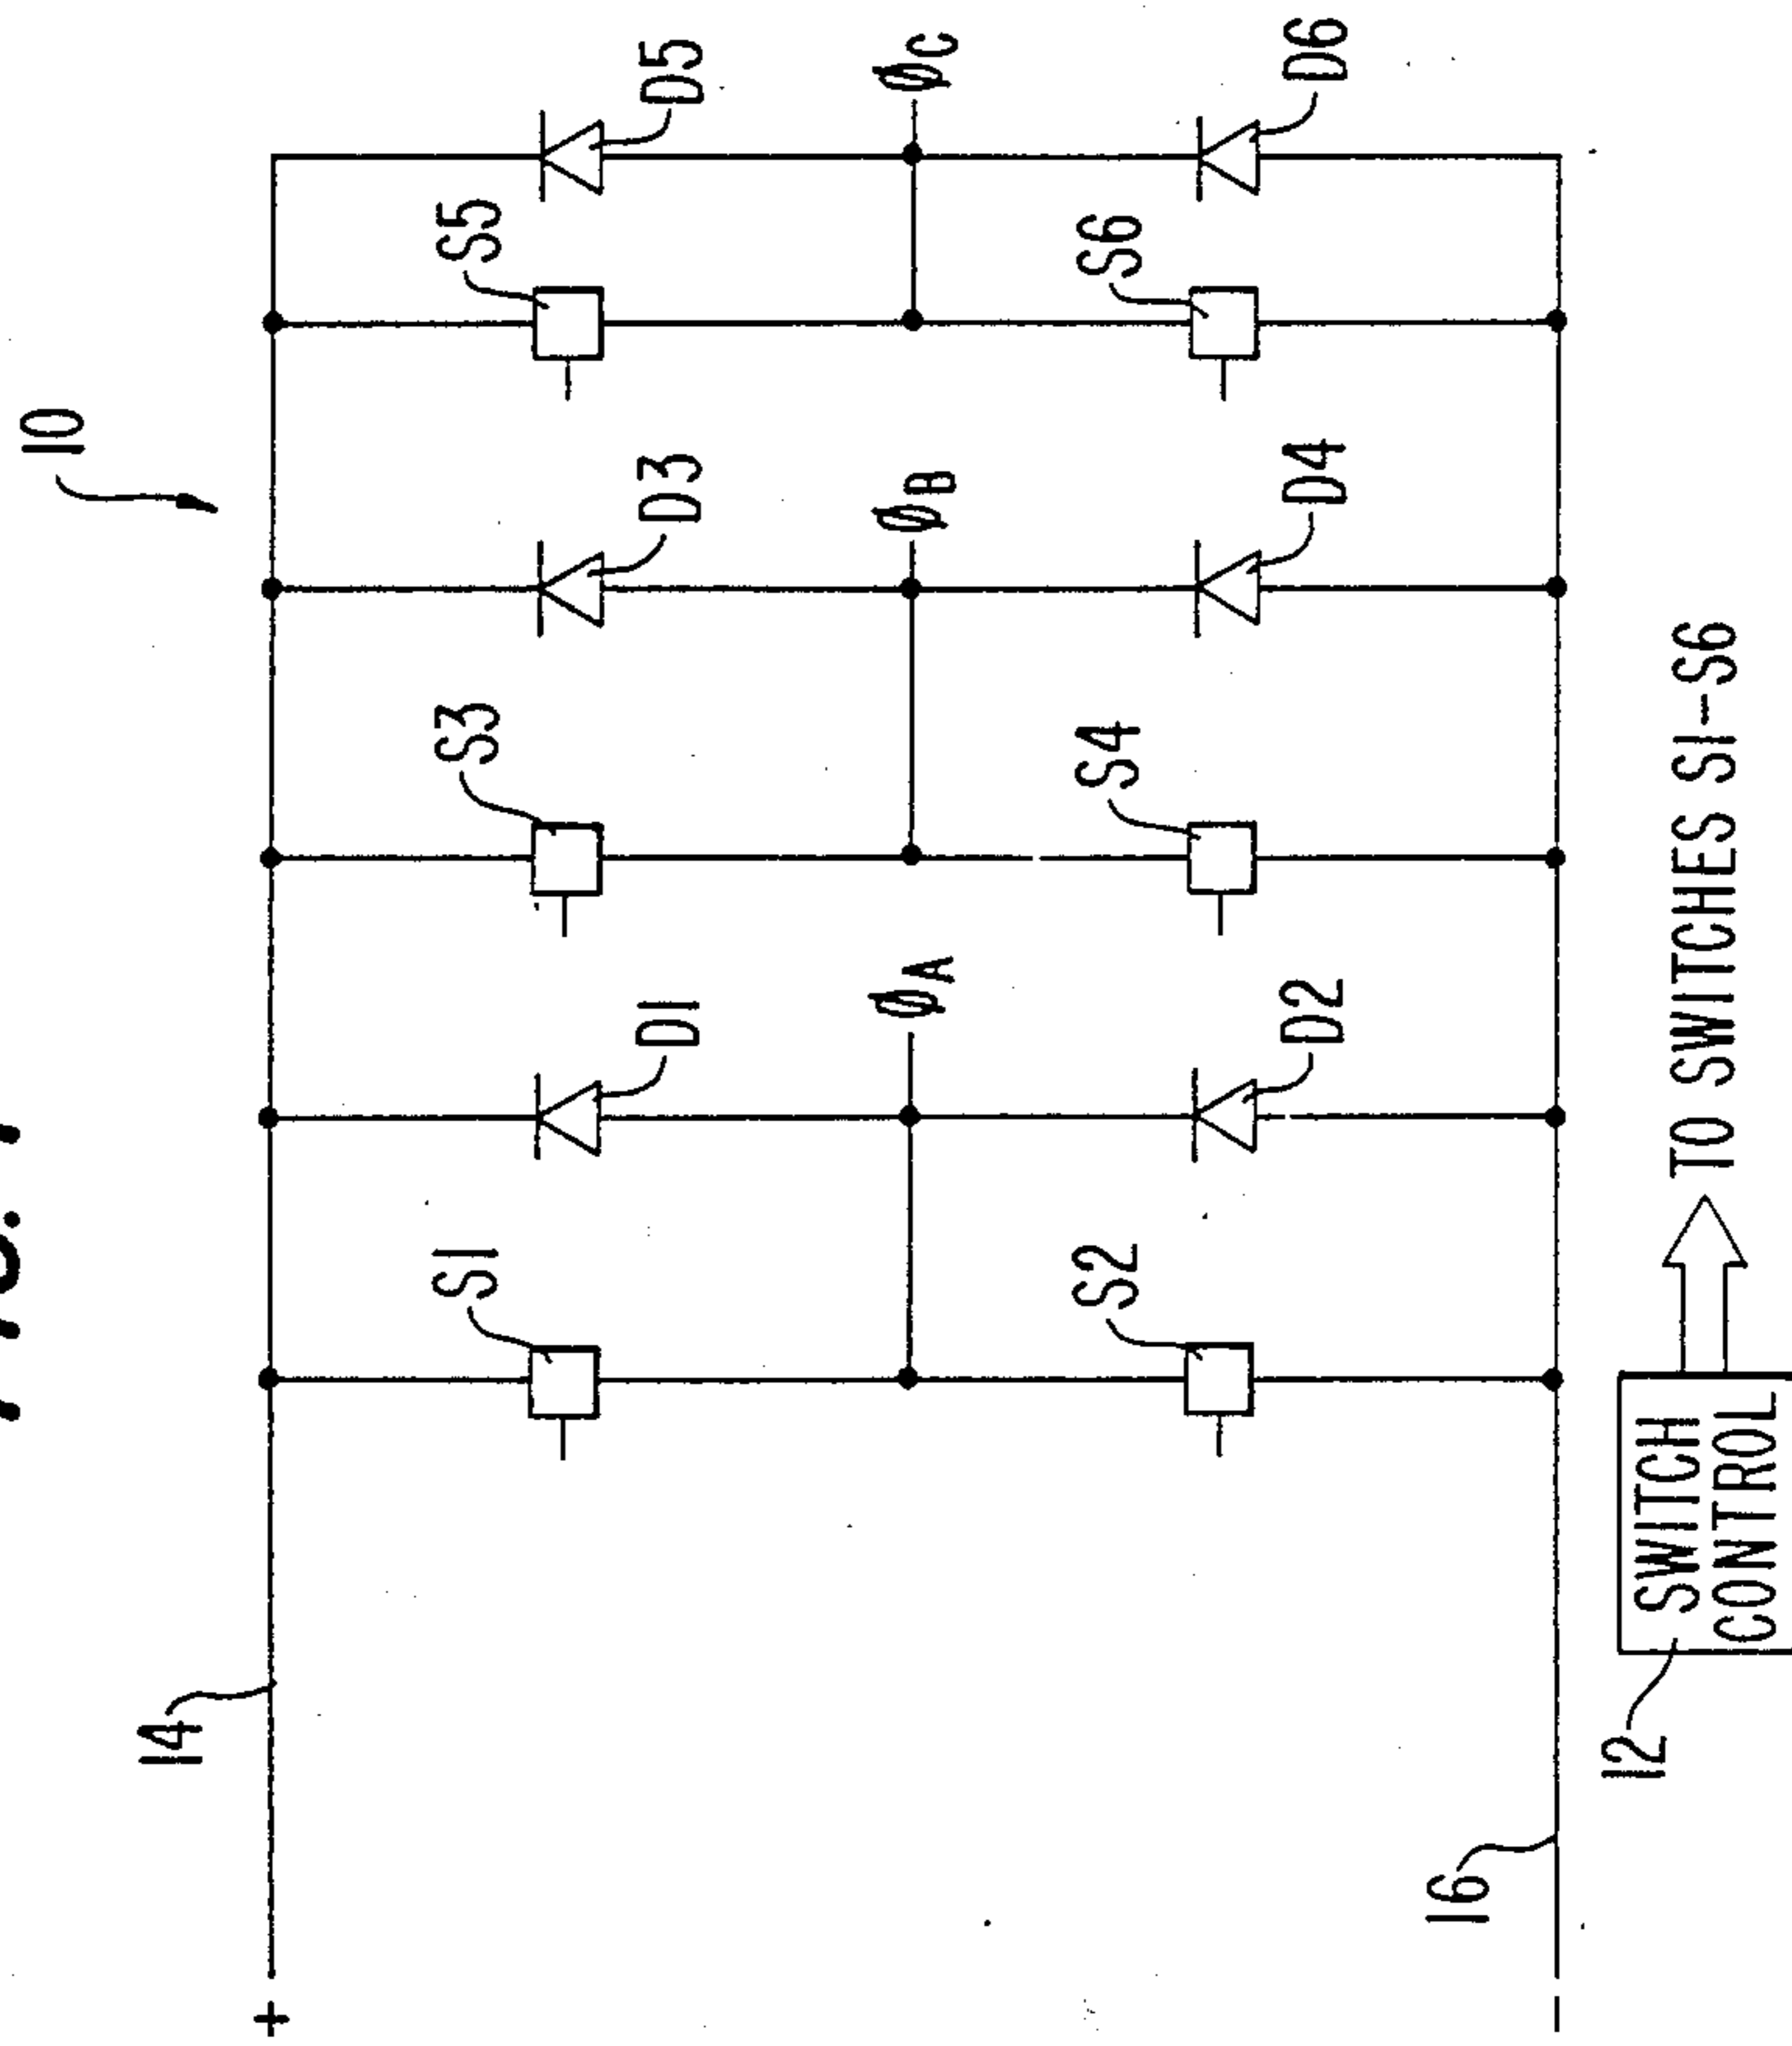 10
14
S1
D1
S3
D3
S5
D5
ØA
ØB
ØC
S2
D2
S4
D4
S6
D6
+
16
−
12
SWITCH
CONTROL
TO SWITCHES S1-S6